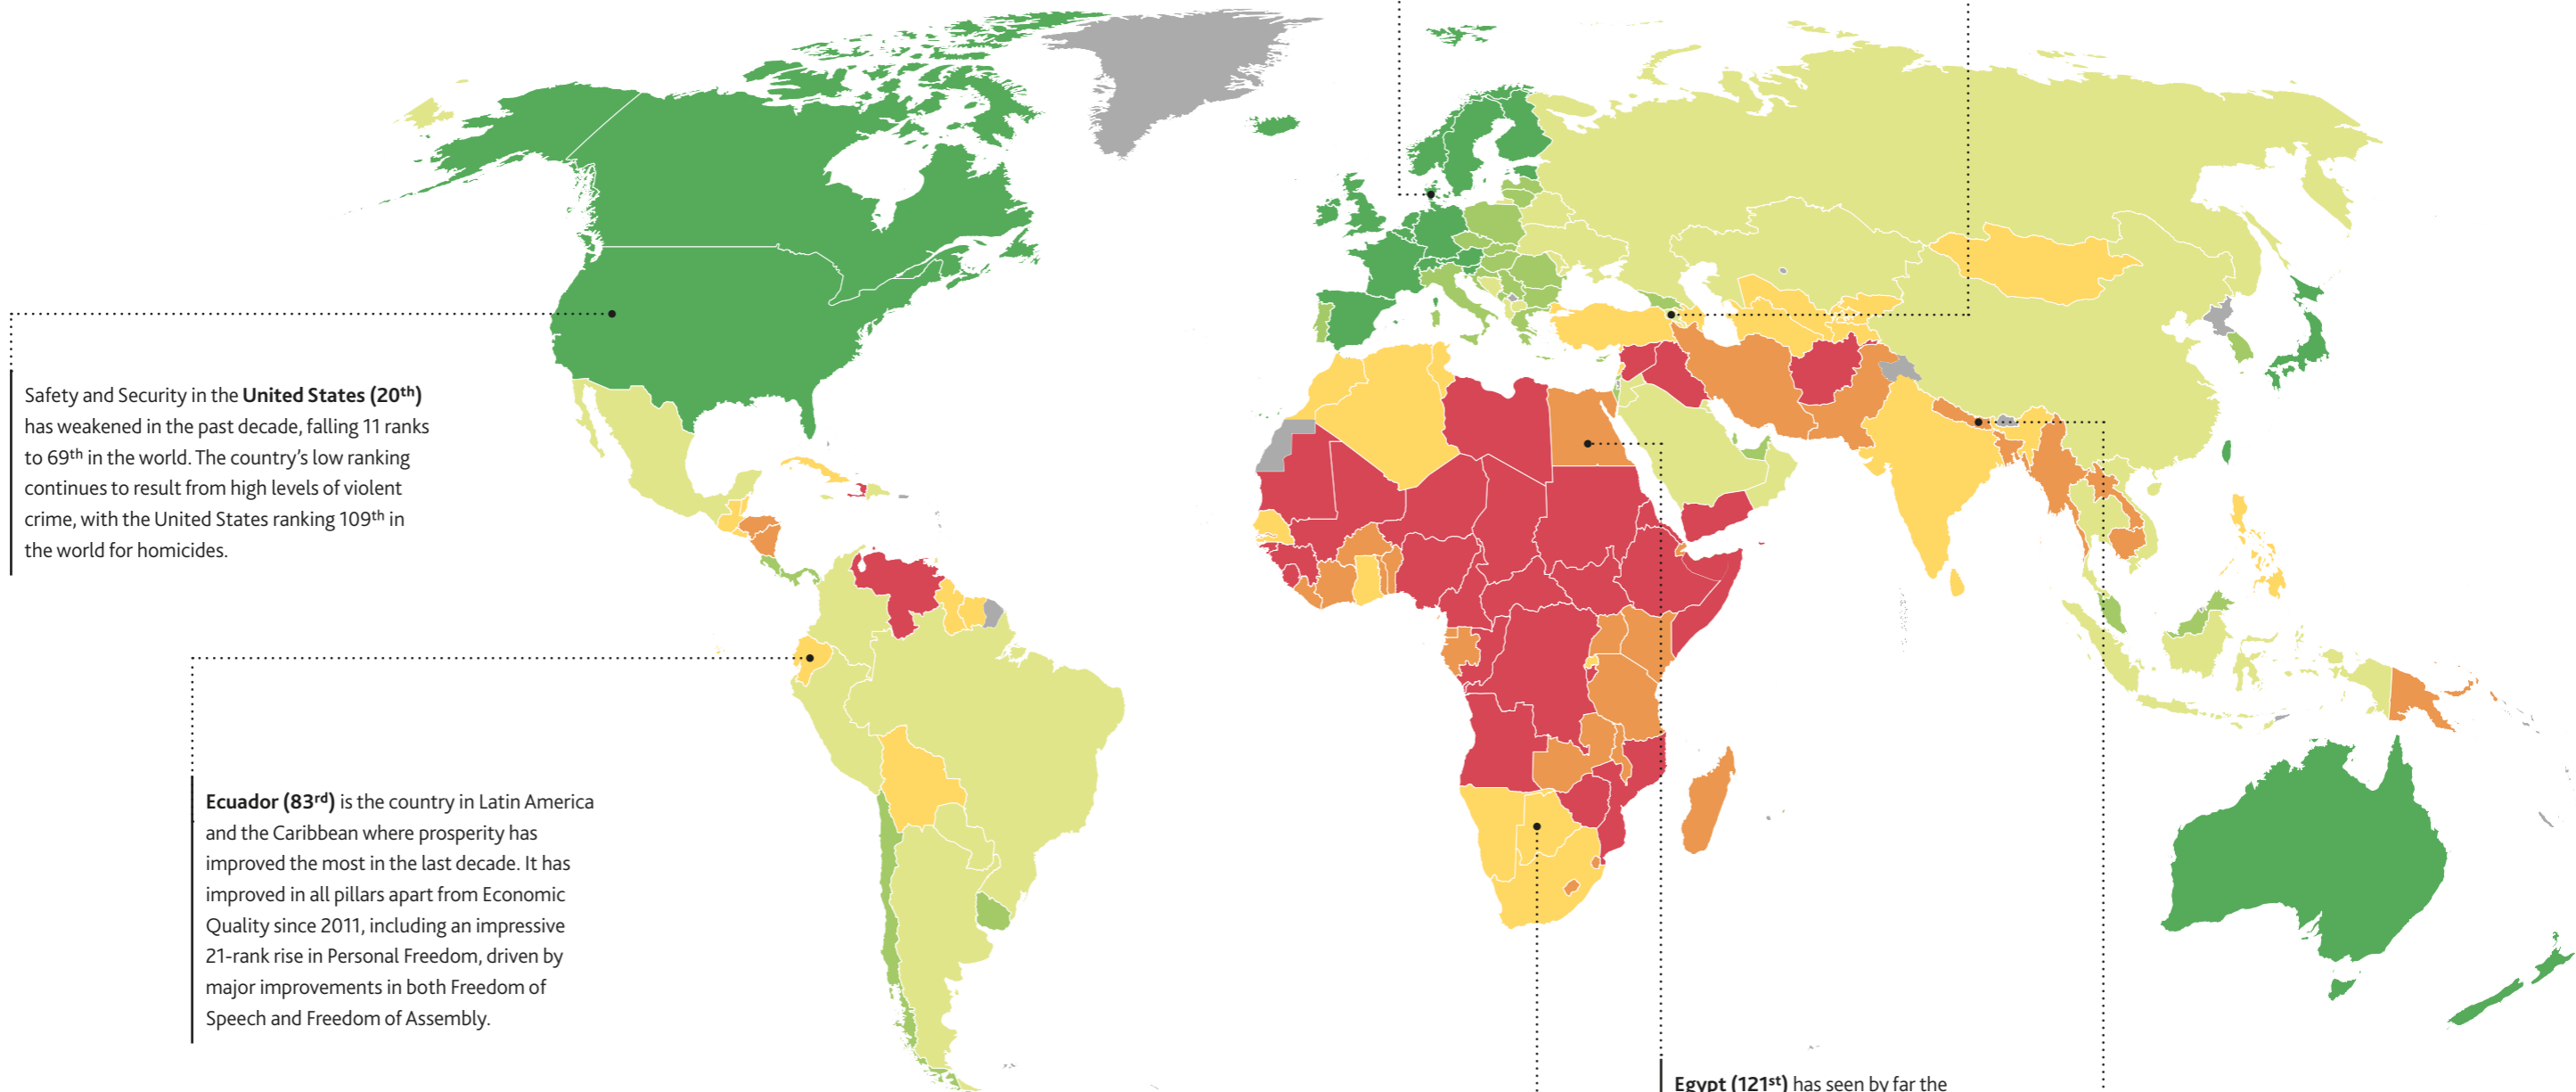 Safety and Security in the United States (20th)
has weakened in the past decade, falling 11 ranks
to 69th in the world. The country’s low ranking
continues to result from high levels of violent
crime, with the United States ranking 109th in
the world for homicides.
Ecuador (83rd) is the country in Latin America
and the Caribbean where prosperity has
improved the most in the last decade. It has
improved in all pillars apart from Economic
Quality since 2011, including an impressive
21-rank rise in Personal Freedom, driven by
major improvements in both Freedom of
Speech and Freedom of Assembly.
Egypt (121st) has seen by far the